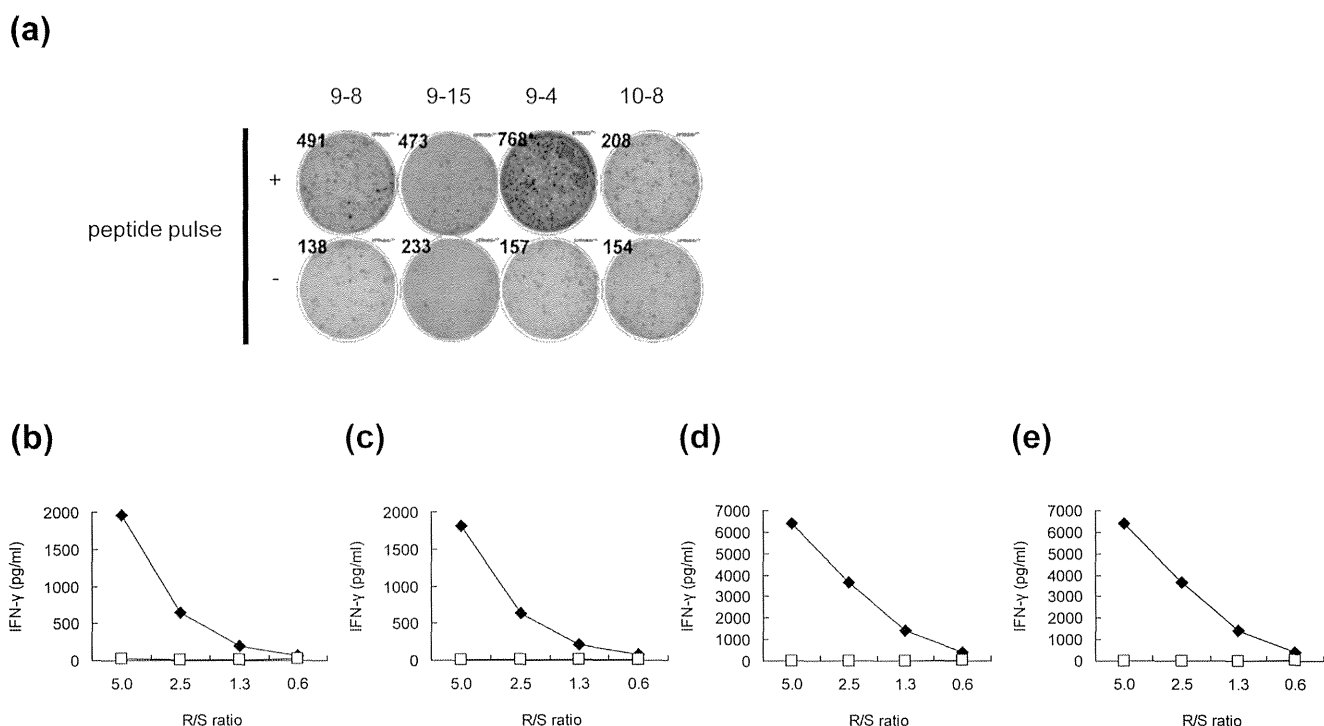 (a)
9-8 9-15 9-4 10-8
491 473 768 208
+
peptide pulse
138 233 157 154
-
(b) (c) (d) (e)
2000 2000 7000 7000
6000 6000
1500 1500 5000 5000
4000 4000
1000 1000 3000 3000
500 500 2000 2000
1000 1000
0 0 0 0
IFN-γ (pg/ml) IFN-γ (pg/ml) IFN-γ (pg/ml) IFN-γ (pg/ml)
5.0 2.5 1.3 0.6 5.0 2.5 1.3 0.6 5.0 2.5 1.3 0.6 5.0 2.5 1.3 0.6
R/S ratio R/S ratio R/S ratio R/S ratio